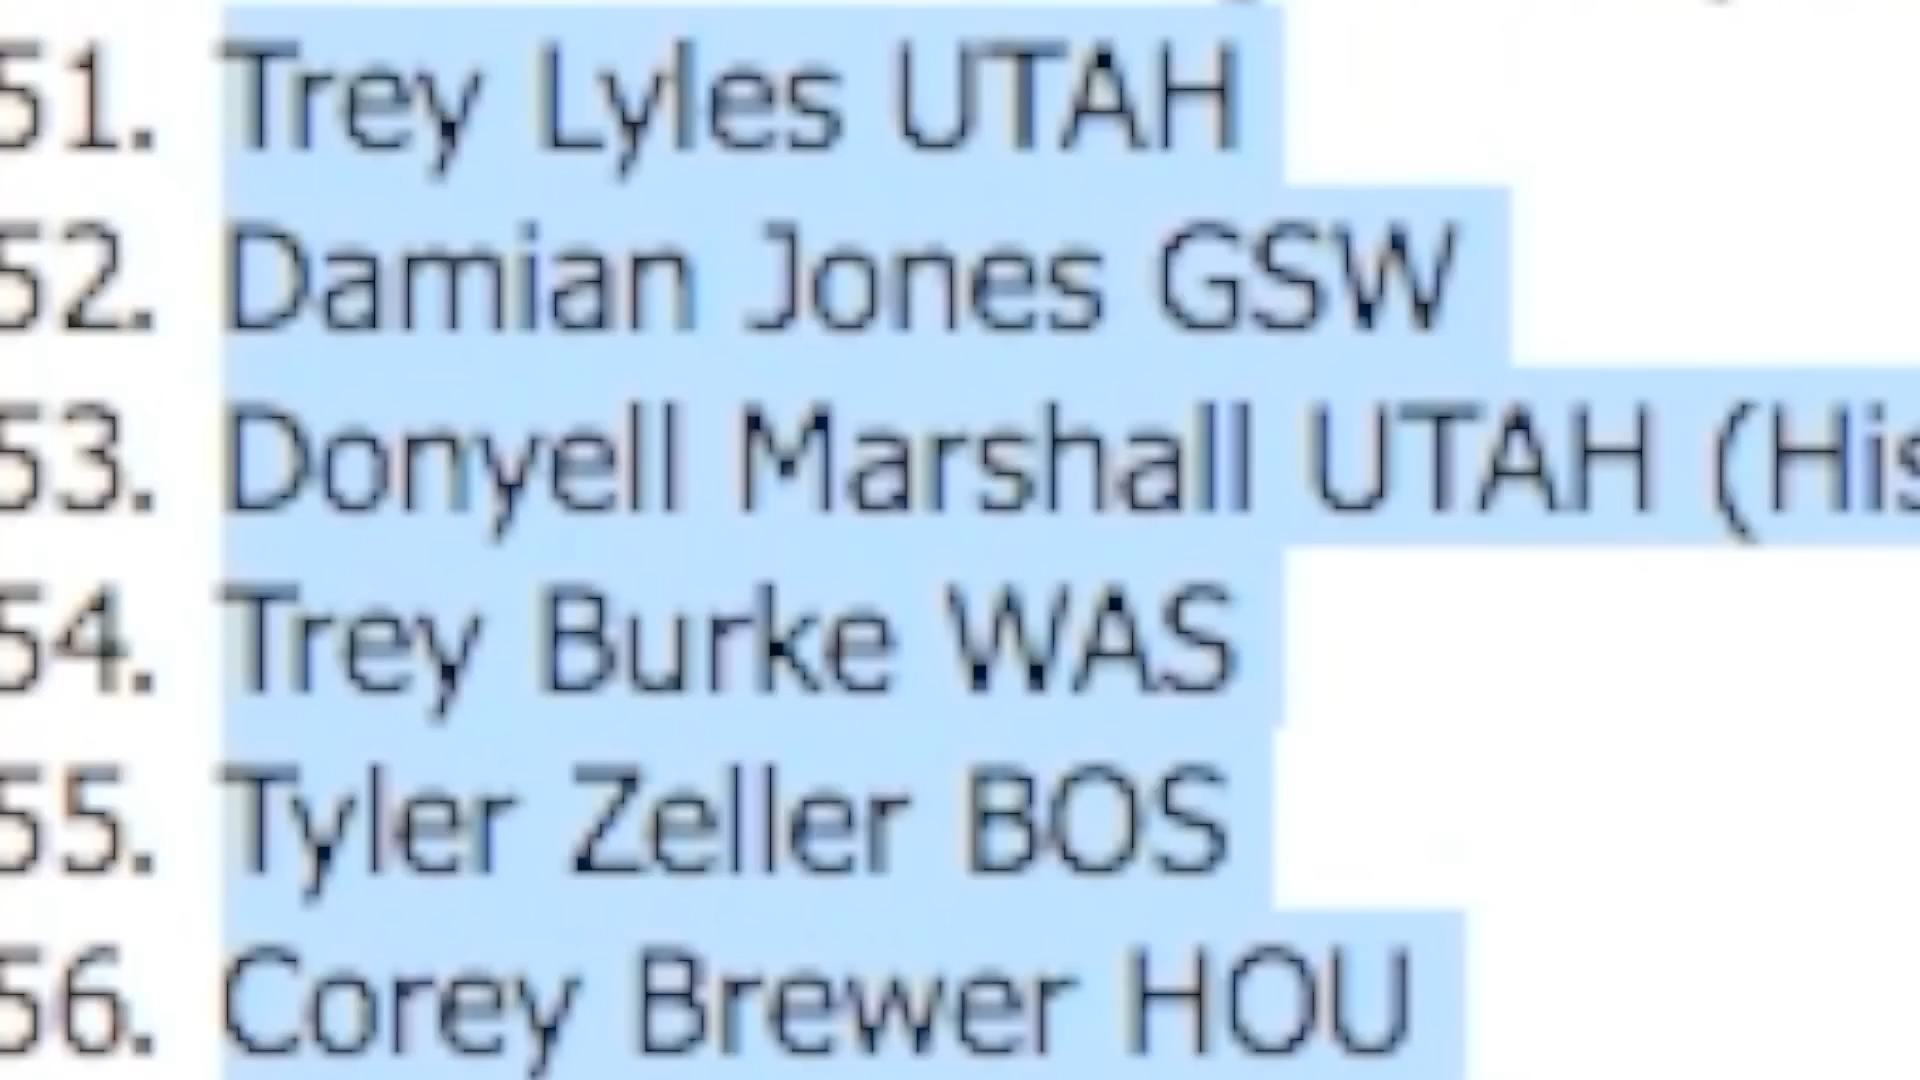 51. Trey Lyles UTAH
52. Damian Jones GSW
53. Donyell Marshall UTAH (His
54. Trey Burke WAS
55. Tyler Zeller BOS
56. Corey Brewer HOU